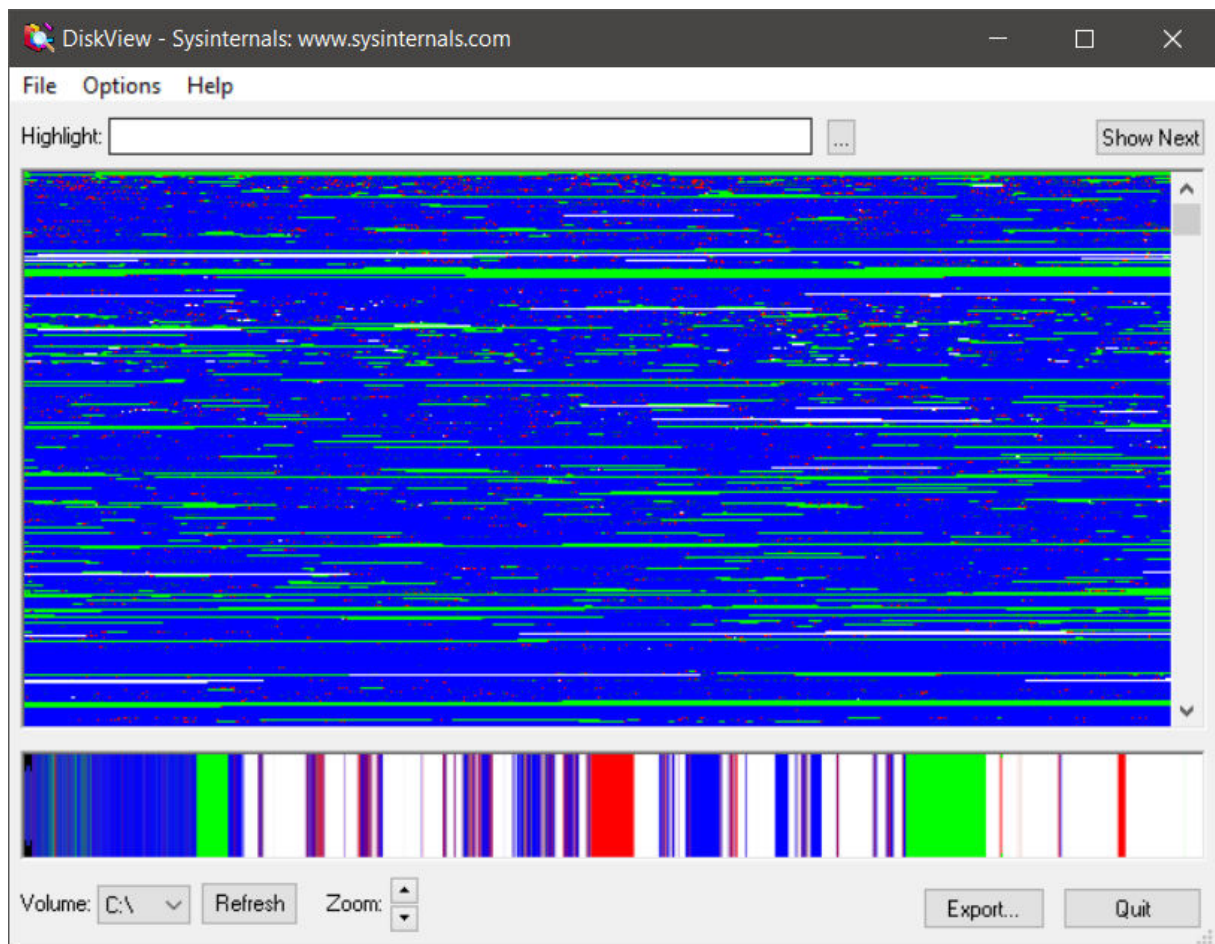 DiskView - Sysinternals: www.sysinternals.com
File Options Help
Highlight: ... Show Next
Volume: C:\ Refresh Zoom: Export... Quit